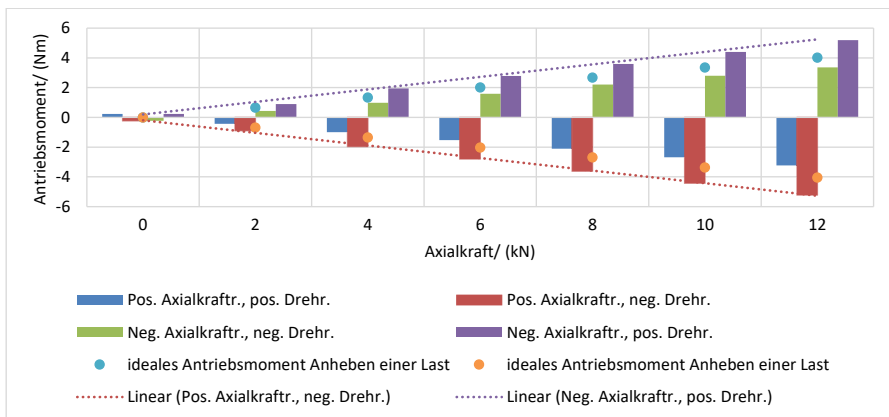 6
4
2
0
-2
-4
-6
Antriebsmoment/ (Nm)
0 2 4 6 8 10 12
Axialkraft/ (kN)
Pos. Axialkraftr., pos. Drehr. Pos. Axialkraftr., neg. Drehr.
Neg. Axialkraftr., neg. Drehr. Neg. Axialkraftr., pos. Drehr.
ideales Antriebsmoment Anheben einer Last ideales Antriebsmoment Anheben einer Last
Linear (Pos. Axialkraftr., neg. Drehr.) Linear (Neg. Axialkraftr., pos. Drehr.)